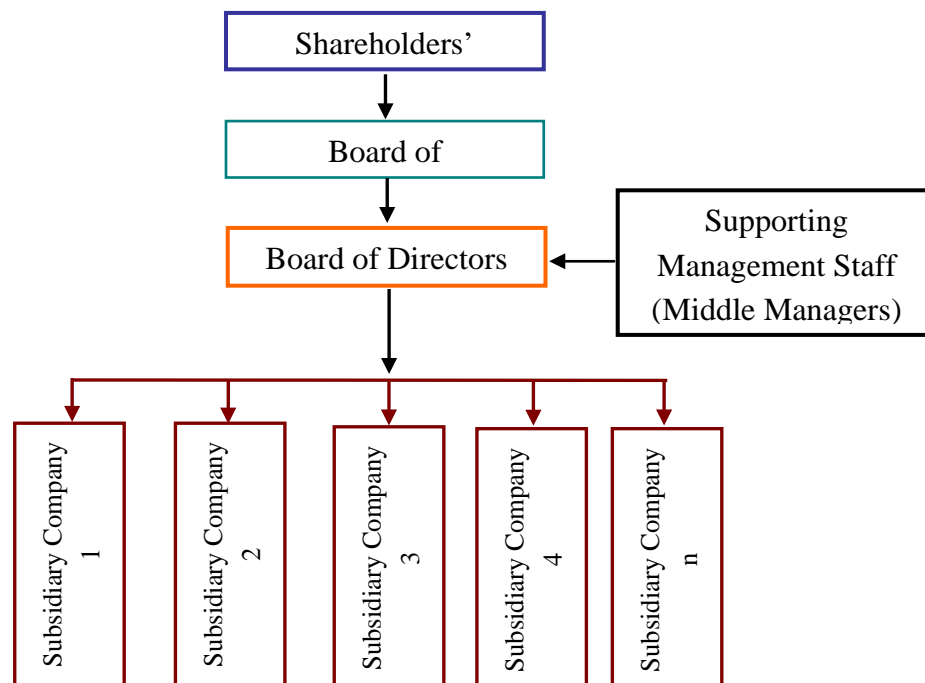 Shareholders’
Board of
Board of Directors
Supporting
Management Staff
(Middle Managers)
Subsidiary Company
1
Subsidiary Company
2
Subsidiary Company
3
Subsidiary Company
4
Subsidiary Company
n